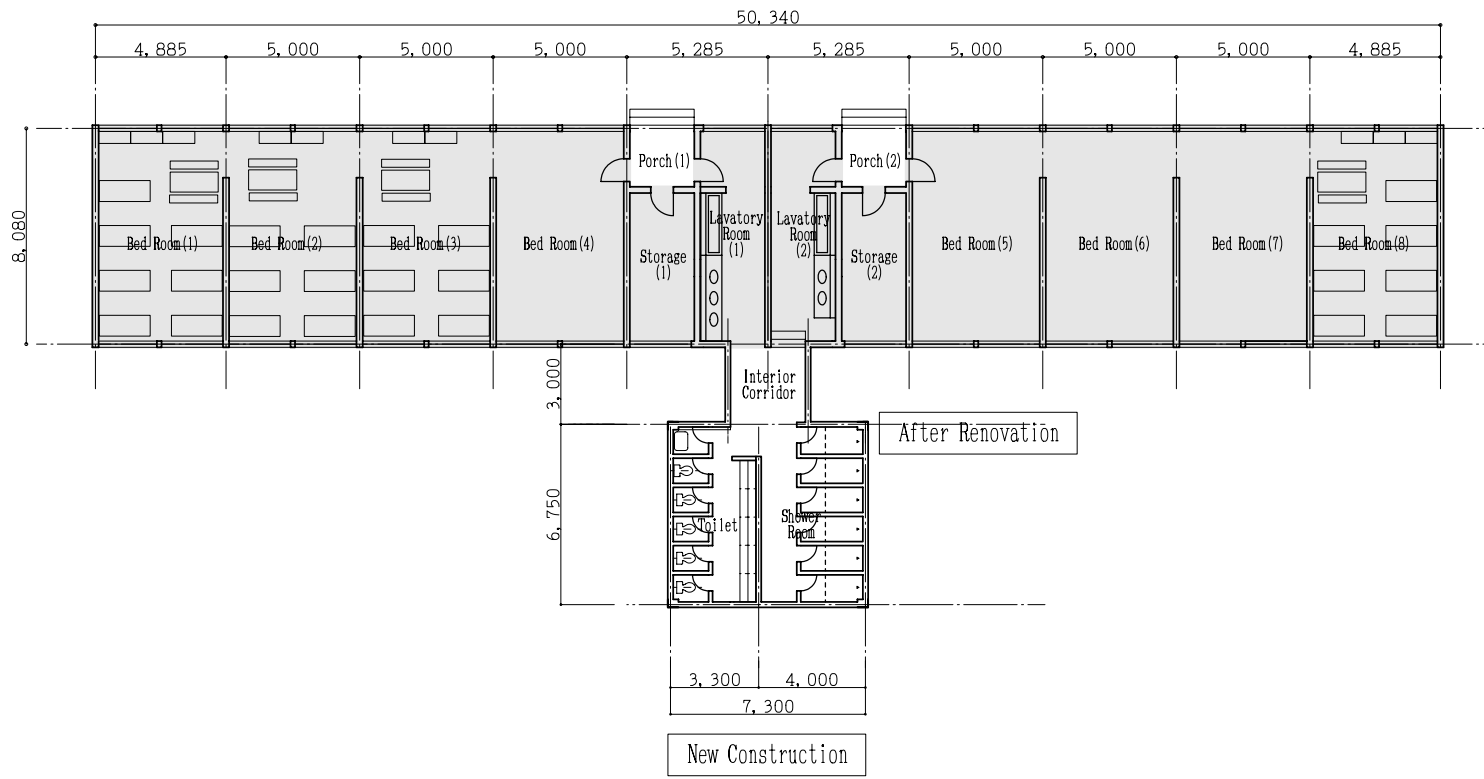 50, 340
4, 885
5, 000
5, 000
5, 000
5, 285
5, 285
5, 000
5, 000
5, 000
4, 885
8, 080
Porch(1)
Porch(2)
Bed Room(1)
Bed Room(2)
Bed Room(3)
Bed Room(4)
Storage
(1)
Lavatory
Room
(1)
Lavatory
Room
(2)
Storage
(2)
Bed Room(5)
Bed Room(6)
Bed Room(7)
Bed Room(8)
3, 000
Interior
Corridor
After Renovation
6, 750
Toilet
Shower
Room
3, 300
4, 000
7, 300
New Construction